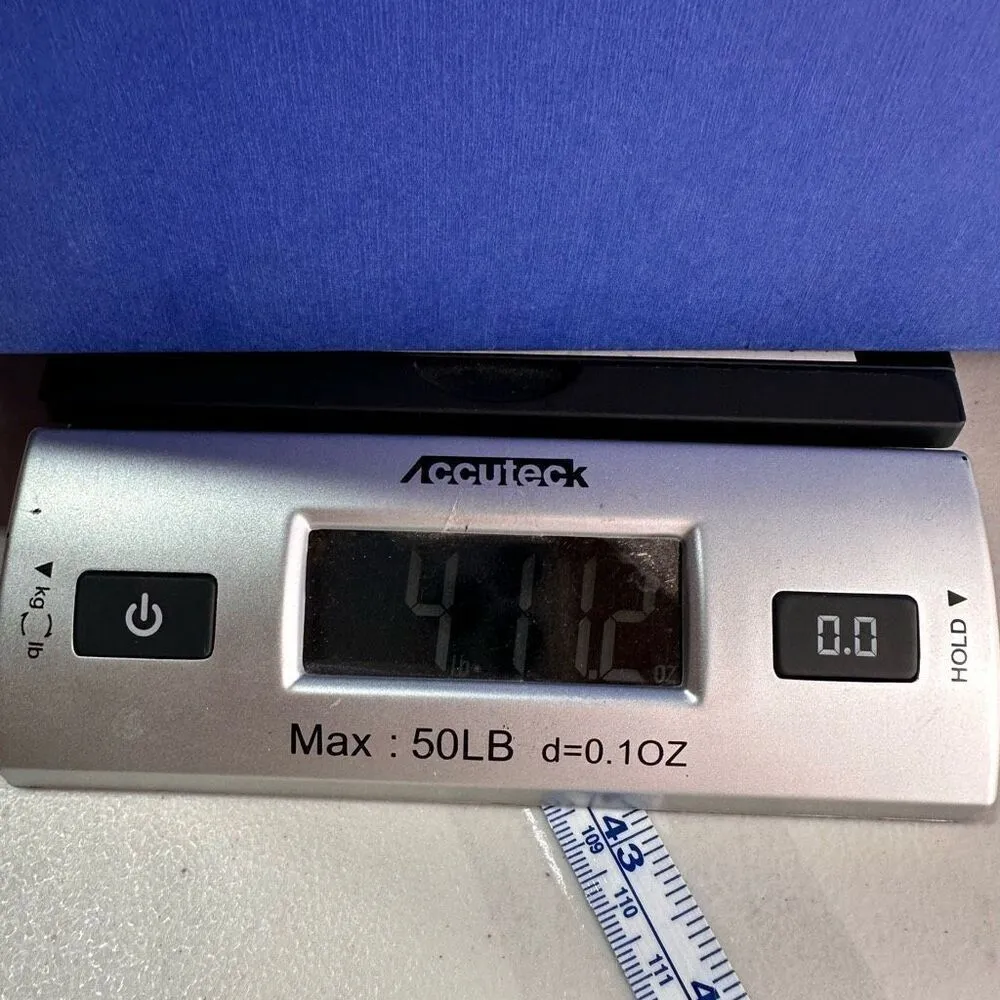 Accuteck
kg lb
4 lb 11.2 oz
0.0
HOLD
Max : 50LB d=0.1OZ
43
109
110
111